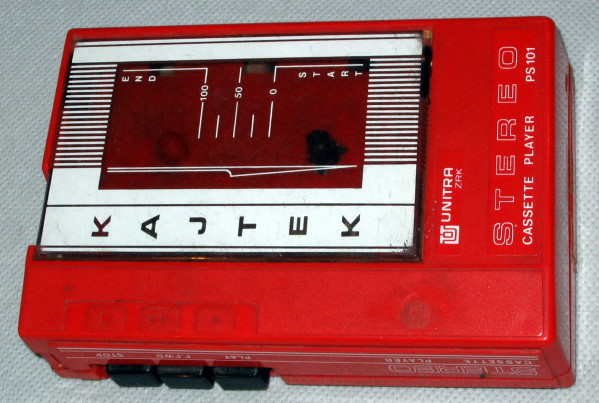 END
START
100
50
0
KAJTEK
UNITRA
ZRK
STEREO
CASSETTE PLAYER PS101
STOP
F.FWD
PLAY
CASSETTE
PLAYER
STEREO